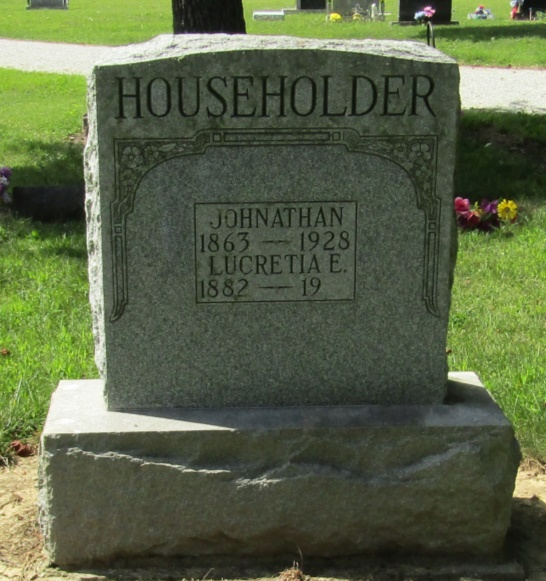 HOUSEHOLDER
JOHNATHAN
1863 — 1928
LUCRETIA E.
1882 — 19